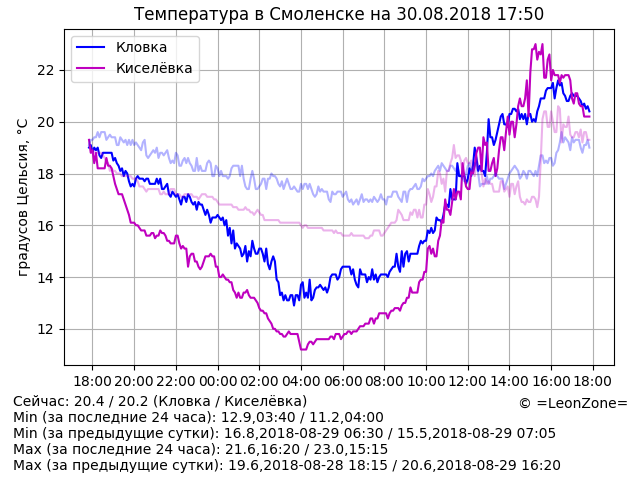 Температура в Смоленске на 30.08.2018 17:50
Кловка
Киселёвка
градусов Цельсия, °C
22
20
18
16
14
12
18:00 20:00 22:00 00:00 02:00 04:00 06:00 08:00 10:00 12:00 14:00 16:00 18:00
Сейчас: 20.4 / 20.2 (Кловка / Киселёвка)
© =LeonZone=
Min (за последние 24 часа): 12.9,03:40 / 11.2,04:00
Min (за предыдущие сутки): 16.8,2018-08-29 06:30 / 15.5,2018-08-29 07:05
Max (за последние 24 часа): 21.6,16:20 / 23.0,15:15
Max (за предыдущие сутки): 19.6,2018-08-28 18:15 / 20.6,2018-08-29 16:20